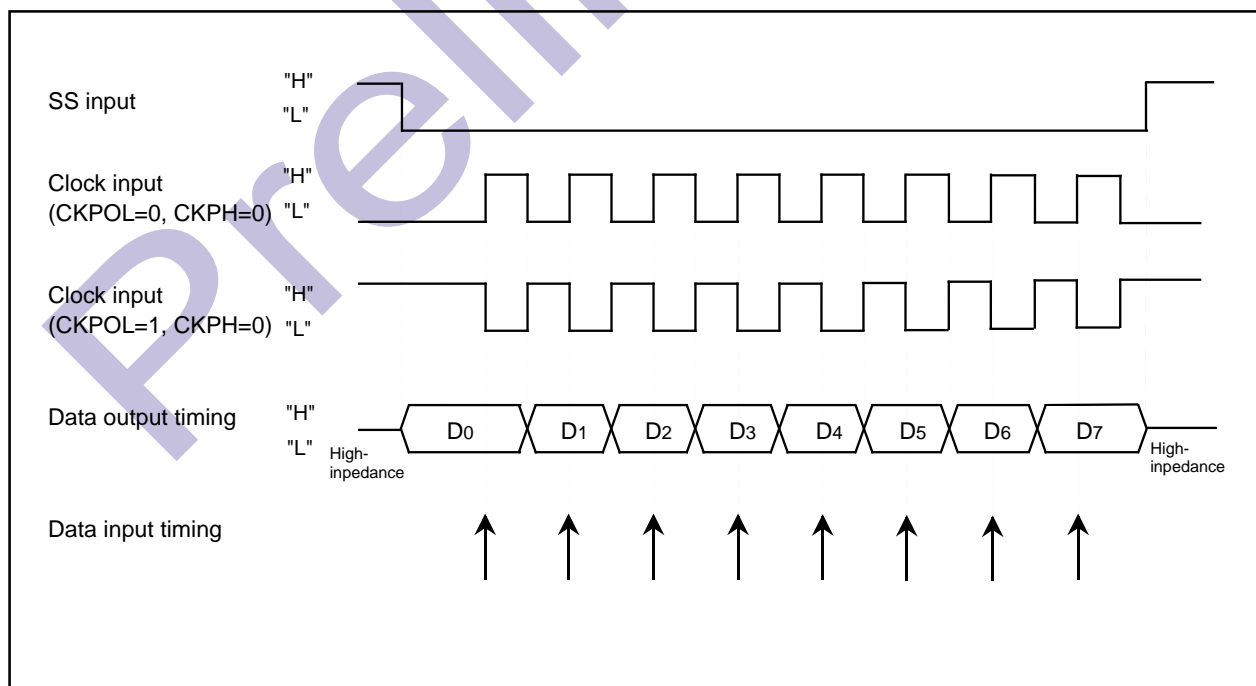 SS input
"H"
"L"
Clock input
(CKPOL=0, CKPH=0)
"H"
"L"
Clock input
(CKPOL=1, CKPH=0)
"H"
"L"
Data output timing
"H"
"L"
High-
inpedance
D0
D1
D2
D3
D4
D5
D6
D7
High-
inpedance
Data input timing
Preli